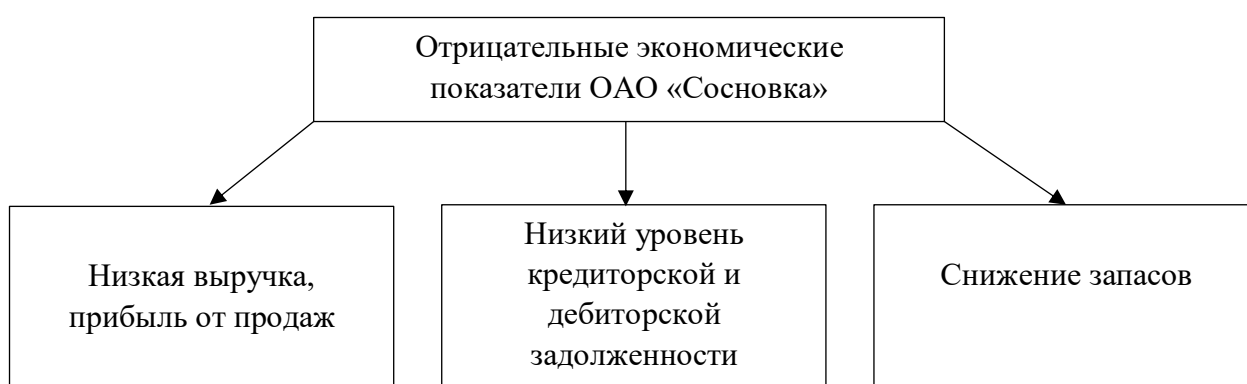 Отрицательные экономические
показатели ОАО «Сосновка»
Низкая выручка,
прибыль от продаж
Низкий уровень
кредиторской и
дебиторской
задолженности
Снижение запасов